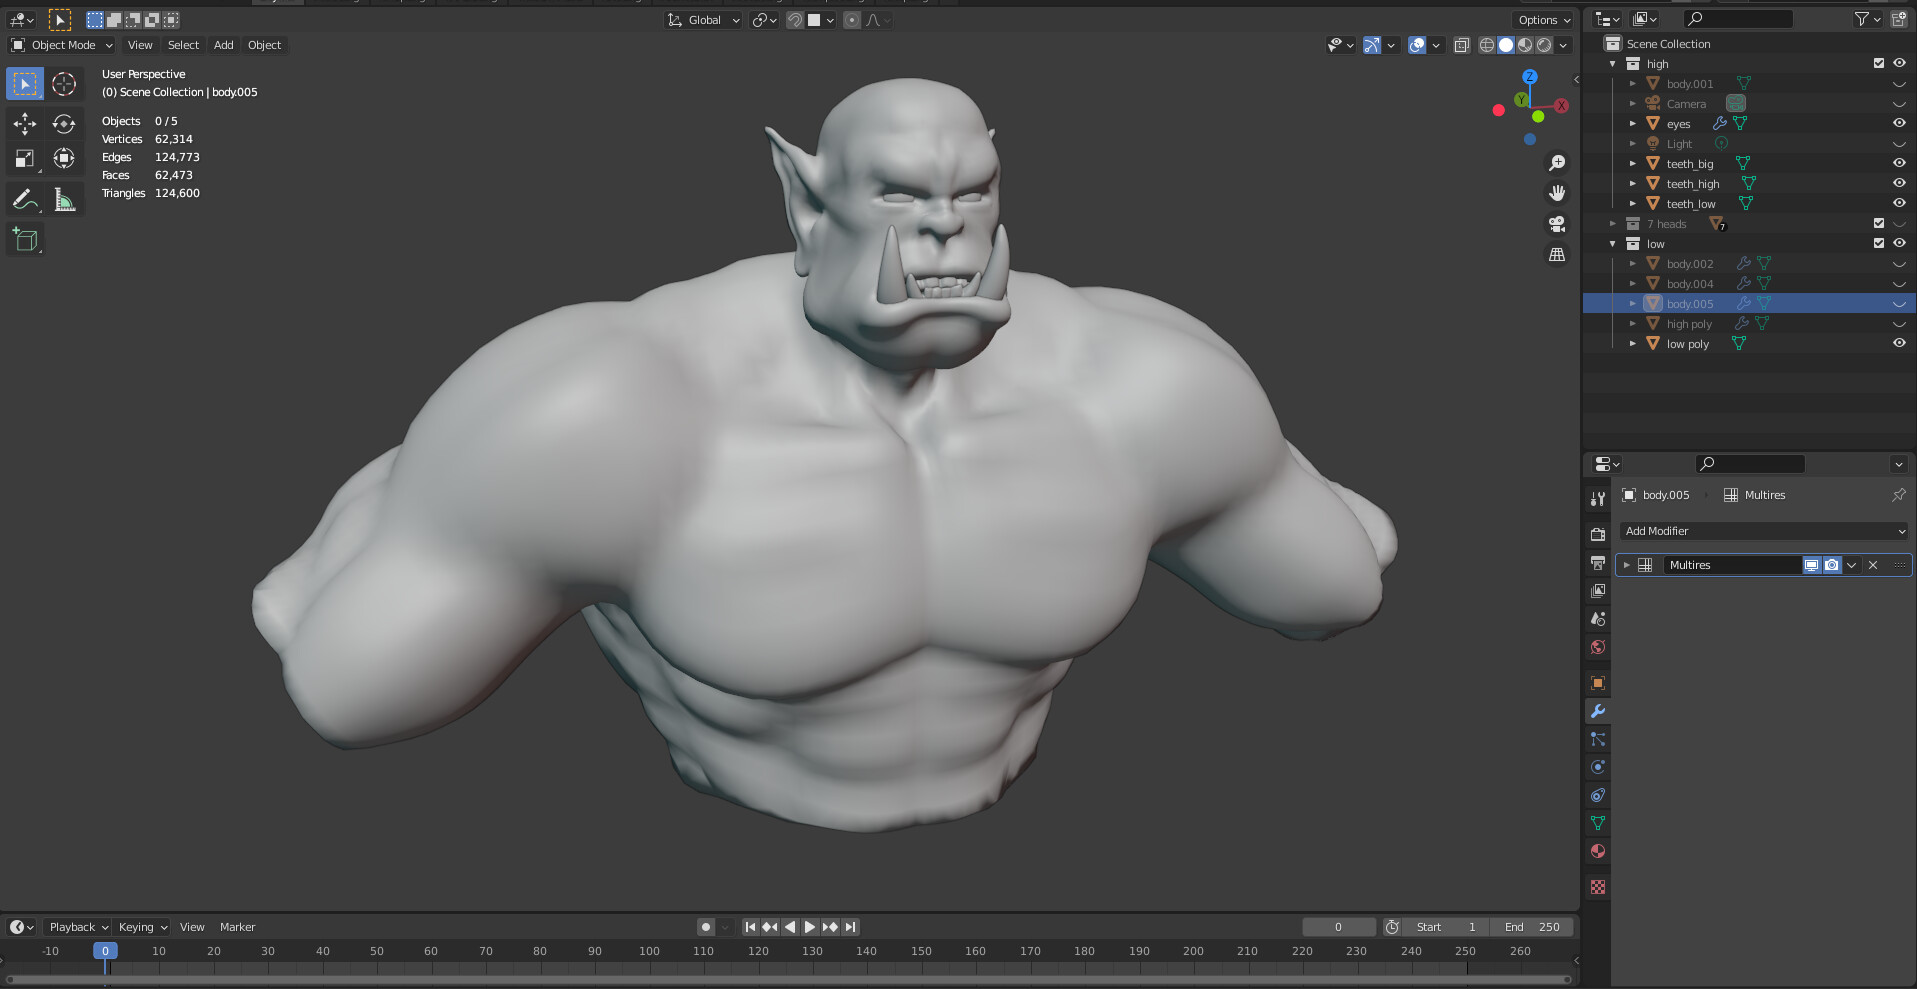 Global
Options
Object Mode
View
Select
Add
Object
User Perspective
(0) Scene Collection | body.005
Objects 0 / 5
Vertices 62,314
Edges 124,773
Faces 62,473
Triangles 124,600
Z
Y
X
Scene Collection
high
body.001
Camera
eyes
Light
teeth_big
teeth_high
teeth_low
7 heads 7
low
body.002
body.004
body.005
high poly
low poly
body.005 Multires
Add Modifier
Multires
Playback
Keying
View
Marker
0
Start 1
End 250
-10 0 10 20 30 40 50 60 70 80 90 100 110 120 130 140 150 160 170 180 190 200 210 220 230 240 250 260